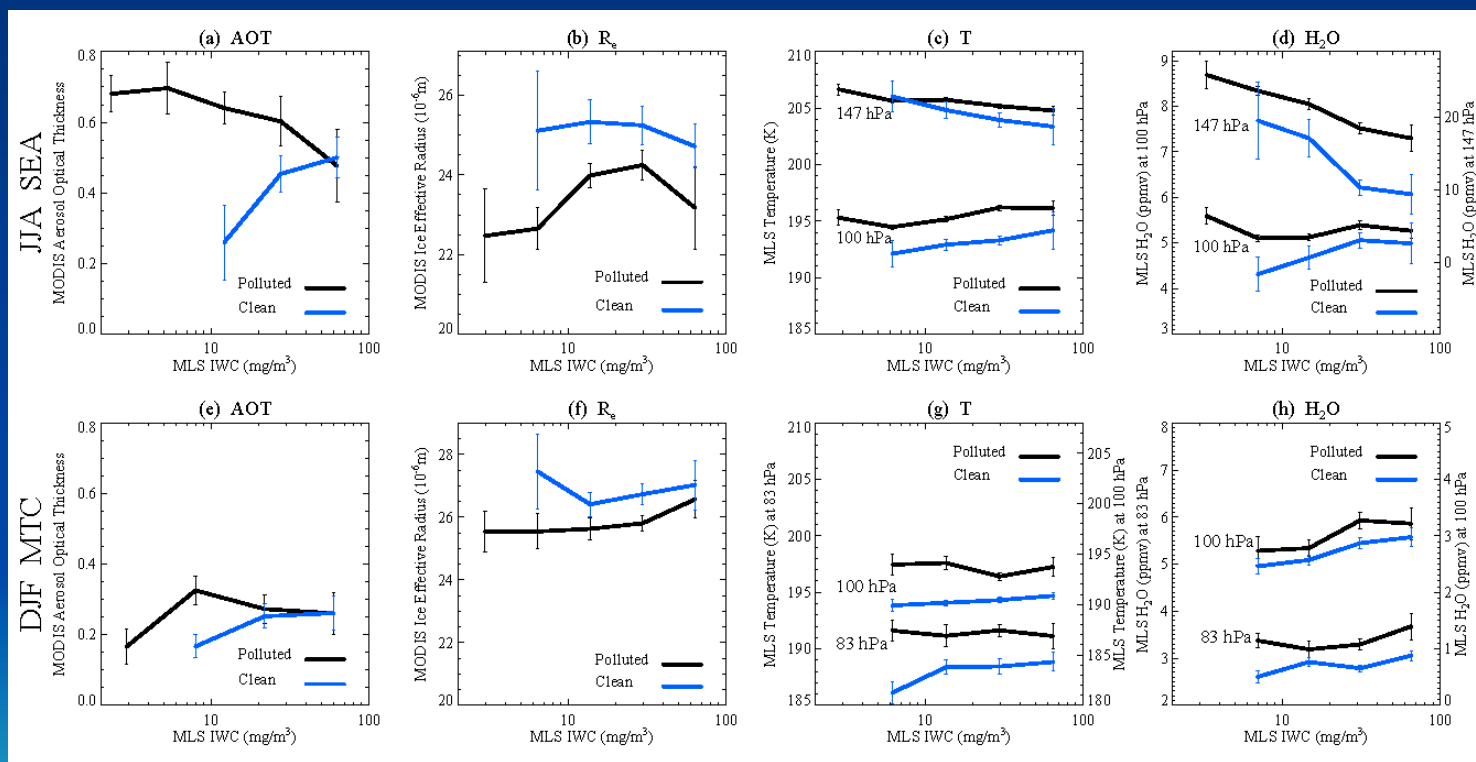 JJA SEA
(a) AOT
MODIS Aerosol Optical Thickness
0.8
0.6
0.4
0.2
0.0
Polluted
Clean
10
100
MLS IWC (mg/m³)
(b) Rₑ
MODIS Ice Effective Radius (10⁻⁶m)
28
26
24
22
20
Polluted
Clean
10
100
MLS IWC (mg/m³)
(c) T
MLS Temperature (K)
210
205
200
195
190
185
147 hPa
100 hPa
Polluted
Clean
10
100
MLS IWC (mg/m³)
(d) H₂O
MLS H₂O (ppmv) at 100 hPa
9
8
7
6
5
4
3
147 hPa
100 hPa
Polluted
Clean
20
10
0
MLS H₂O (ppmv) at 147 hPa
10
100
MLS IWC (mg/m³)
DJF MTC
(e) AOT
MODIS Aerosol Optical Thickness
0.8
0.6
0.4
0.2
0.0
Polluted
Clean
10
100
MLS IWC (mg/m³)
(f) Rₑ
MODIS Ice Effective Radius (10⁻⁶m)
28
26
24
22
20
Polluted
Clean
10
100
MLS IWC (mg/m³)
(g) T
MLS Temperature (K) at 83 hPa
210
205
200
195
190
185
Polluted
Clean
100 hPa
83 hPa
205
200
195
190
185
180
MLS Temperature (K) at 100 hPa
10
100
MLS IWC (mg/m³)
(h) H₂O
MLS H₂O (ppmv) at 83 hPa
8
7
6
5
4
3
2
Polluted
Clean
100 hPa
83 hPa
5
4
3
2
1
0
MLS H₂O (ppmv) at 100 hPa
10
100
MLS IWC (mg/m³)